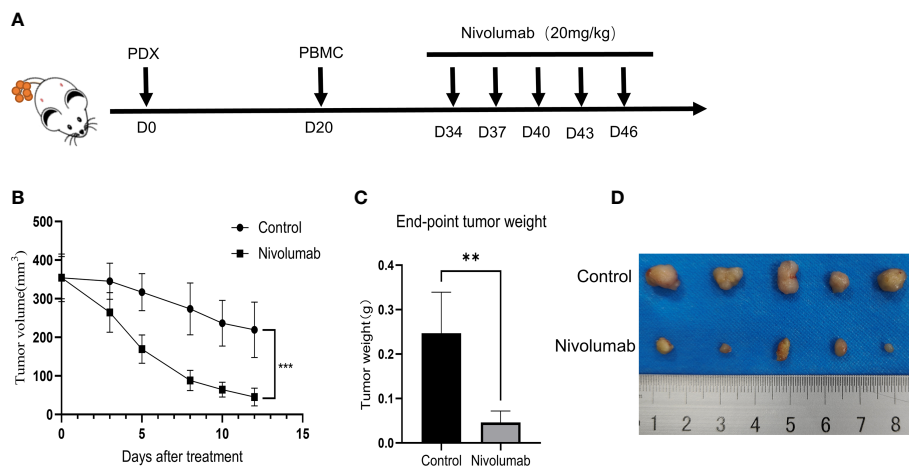 A
Nivolumab（20mg/kg）
PDX
PBMC
D0
D20
D34
D37
D40
D43
D46
B
500
400
300
200
100
0
Tumor volume(mm³)
Control
Nivolumab
***
0
5
10
15
Days after treatment
C
End-point tumor weight
**
0.4
0.3
0.2
0.1
0.0
Tumor weight(g)
Control
Nivolumab
D
Control
Nivolumab
1 2 3 4 5 6 7 8